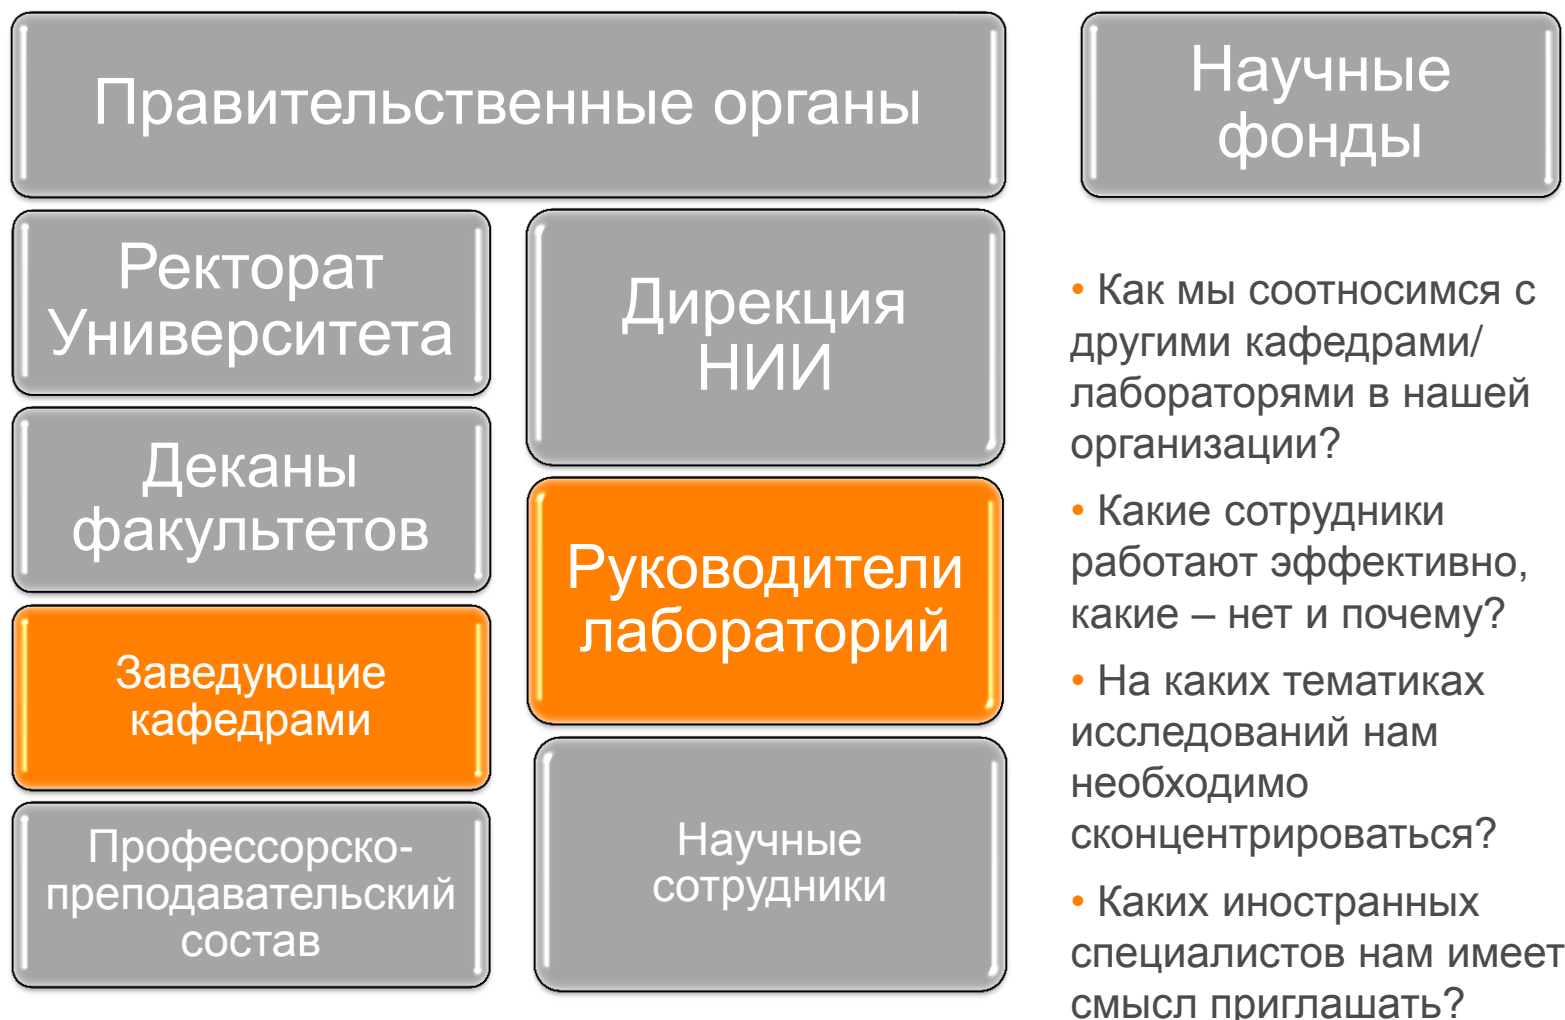 Правительственные органы
Научные
фонды
Ректорат
Университета
Дирекция
НИИ
Деканы
факультетов
Руководители
лабораторий
Заведующие
кафедрами
Профессорско-
преподавательский
состав
Научные
сотрудники
• Как мы соотносимся с
другими кафедрами/
лабораторями в нашей
организации?
• Какие сотрудники
работают эффективно,
какие – нет и почему?
• На каких тематиках
исследований нам
необходимо
сконцентрироваться?
• Каких иностранных
специалистов нам имеет
смысл приглашать?